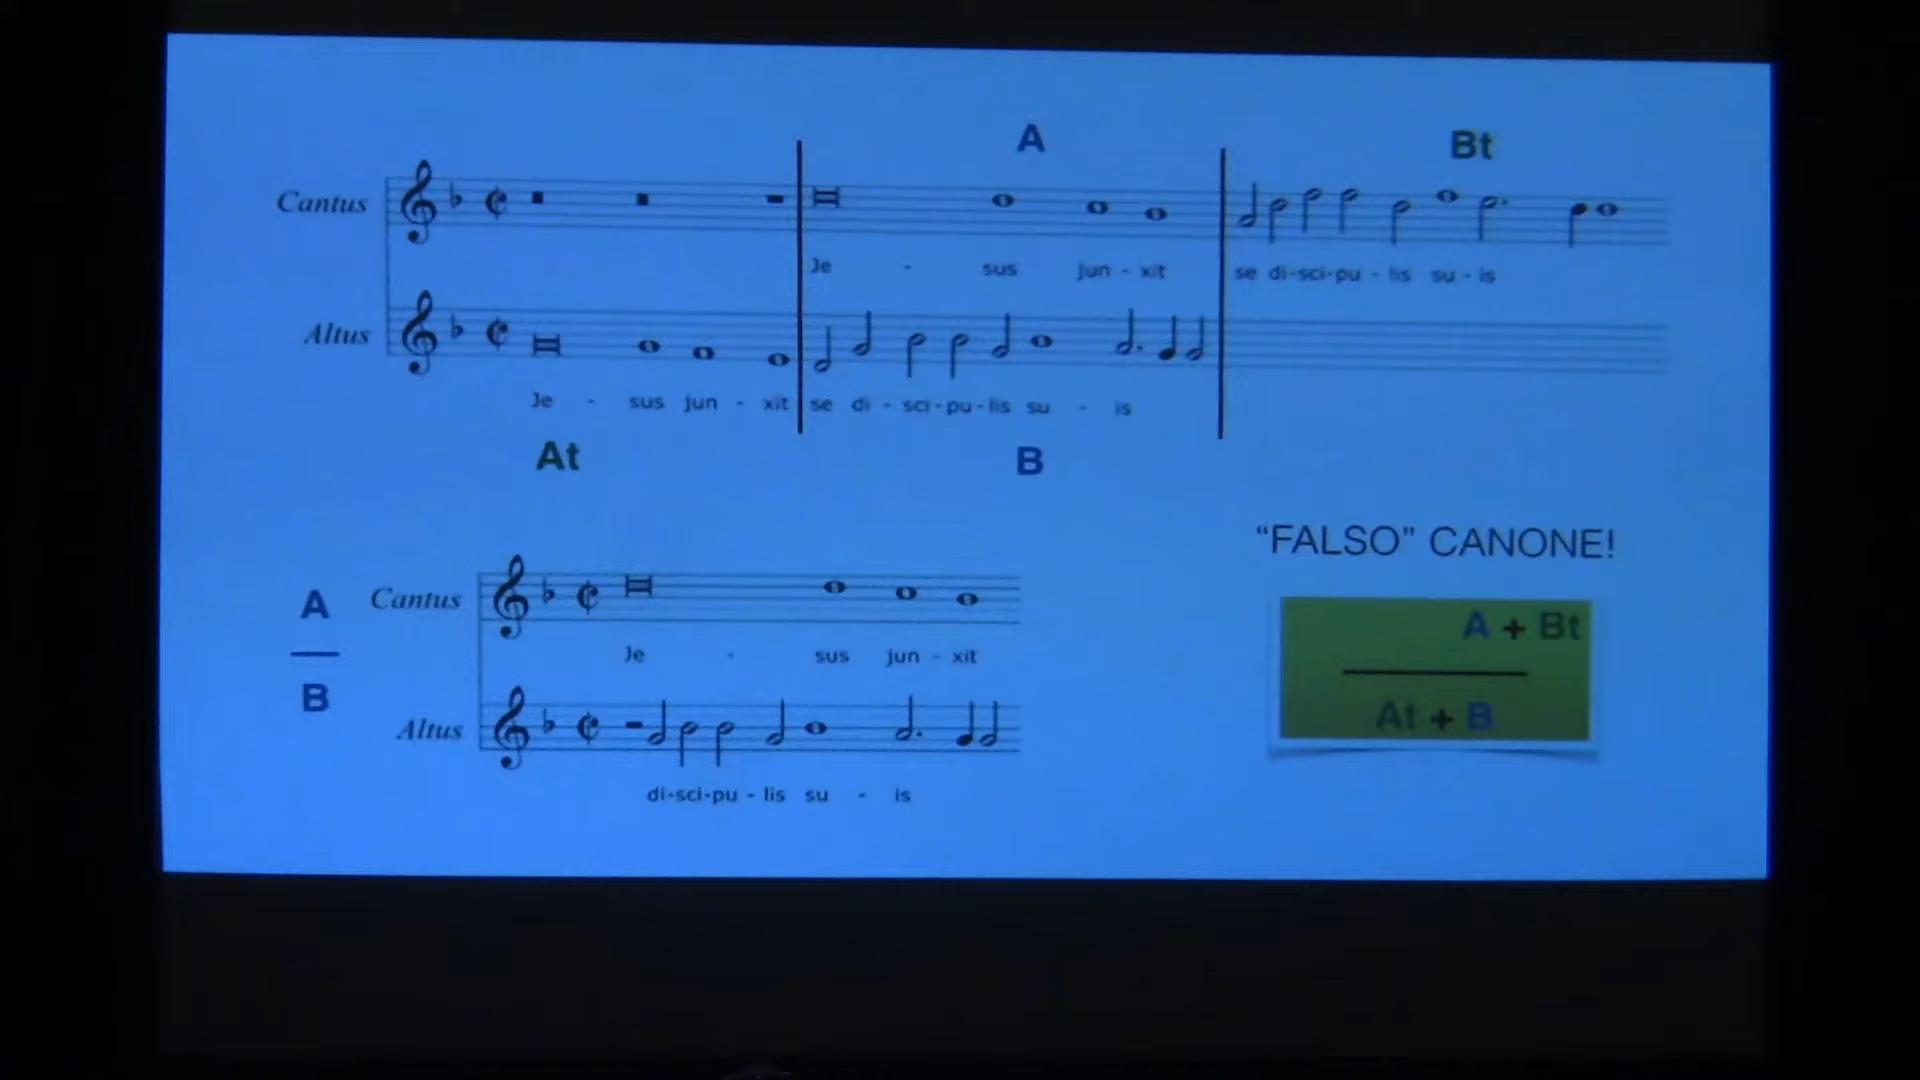 A Bt
Cantus
Je - sus jun - xit se di-sci-pu - lis su - is
Altus
Je - sus jun - xit se di - sci-pu-lis su - is
At B
"FALSO" CANONE!
A Cantus
Je - sus jun - xit
B Altus
di-sci-pu - lis su - is
A + Bt
At + B